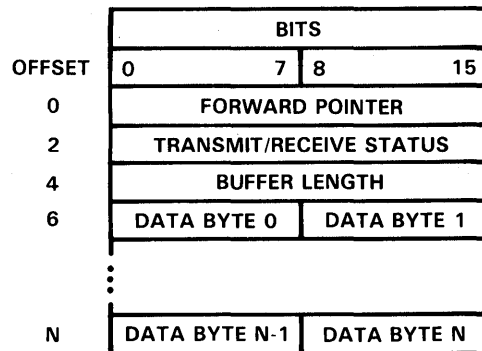 BITS
OFFSET 0 7 8 15
0 FORWARD POINTER
2 TRANSMIT/RECEIVE STATUS
4 BUFFER LENGTH
6 DATA BYTE 0 DATA BYTE 1
N DATA BYTE N-1 DATA BYTE N